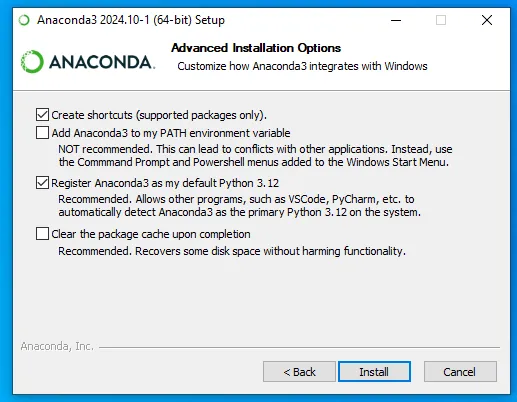 Anaconda3 2024.10-1 (64-bit) Setup
ANACONDA.
Advanced Installation Options
Customize how Anaconda3 integrates with Windows
Create shortcuts (supported packages only).
Add Anaconda3 to my PATH environment variable
NOT recommended. This can lead to conflicts with other applications. Instead, use
the Commmand Prompt and Powershell menus added to the Windows Start Menu.
Register Anaconda3 as my default Python 3.12
Recommended. Allows other programs, such as VSCode, PyCharm, etc. to
automatically detect Anaconda3 as the primary Python 3.12 on the system.
Clear the package cache upon completion
Recommended. Recovers some disk space without harming functionality.
Anaconda, Inc.
< Back
Install
Cancel